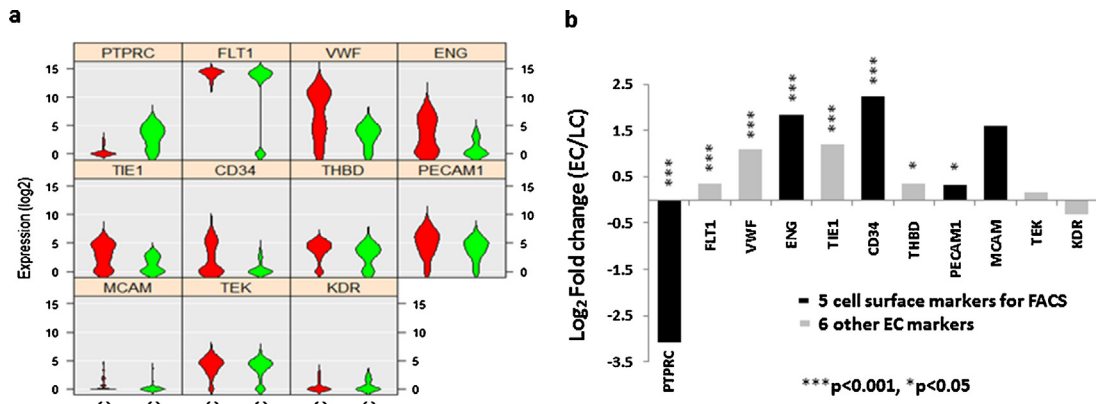 a
PTPRC FLT1 VWF ENG
15 15
10 10
5 5
0 0
TIE1 CD34 THBD PECAM1
15 15
10 10
5 5
0 0
MCAM TEK KDR
15 15
10 10
5 5
0 0
Expression (log2)
b
Log2 Fold change (EC/LC)
2.5
1.5
0.5
-0.5
-1.5
-2.5
-3.5
*** *** *** *** *** *** * *
PTPRC FLT1 VWF ENG TIE1 CD34 THBD PECAM1 MCAM TEK KDR
5 cell surface markers for FACS
6 other EC markers
***p<0.001, *p<0.05